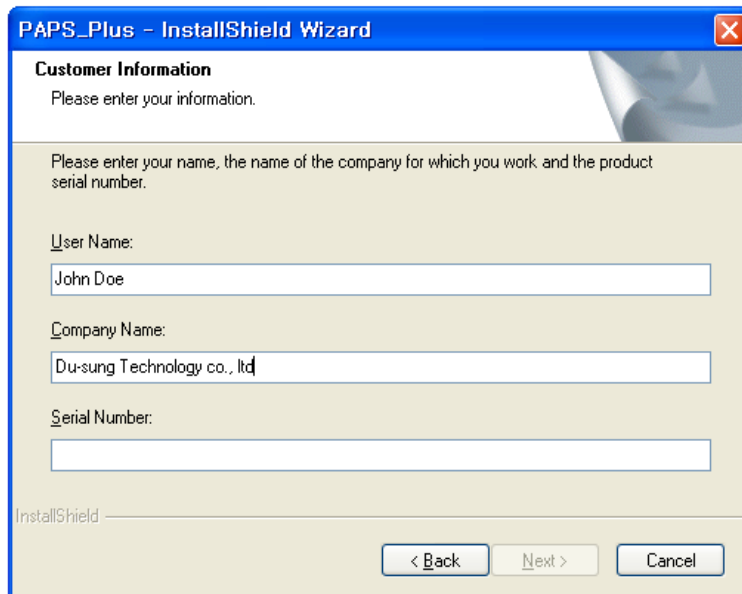 PAPS_Plus - InstallShield Wizard
Customer Information
Please enter your information.
Please enter your name, the name of the company for which you work and the product
serial number.
User Name:
John Doe
Company Name:
Du-sung Technology co., ltd
Serial Number:
InstallShield
< Back Next > Cancel